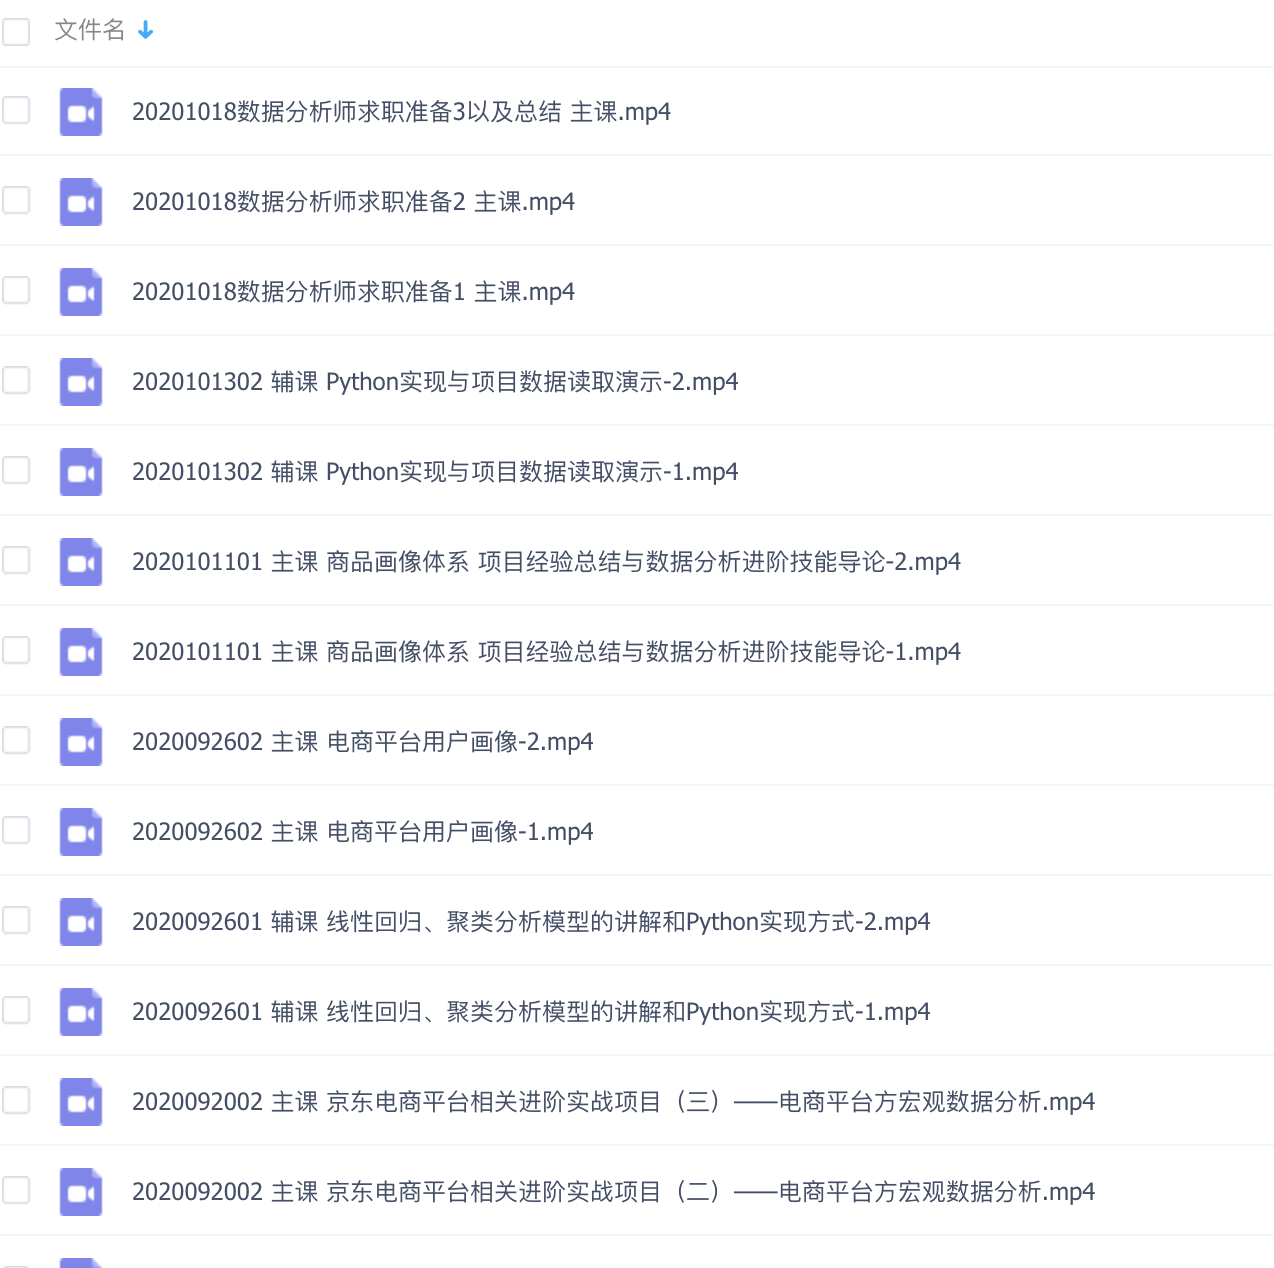 文件名
20201018数据分析师求职准备3以及总结 主课.mp4
20201018数据分析师求职准备2 主课.mp4
20201018数据分析师求职准备1 主课.mp4
2020101302 辅课 Python实现与项目数据读取演示-2.mp4
2020101302 辅课 Python实现与项目数据读取演示-1.mp4
2020101101 主课 商品画像体系 项目经验总结与数据分析进阶技能导论-2.mp4
2020101101 主课 商品画像体系 项目经验总结与数据分析进阶技能导论-1.mp4
2020092602 主课 电商平台用户画像-2.mp4
2020092602 主课 电商平台用户画像-1.mp4
2020092601 辅课 线性回归、聚类分析模型的讲解和Python实现方式-2.mp4
2020092601 辅课 线性回归、聚类分析模型的讲解和Python实现方式-1.mp4
2020092002 主课 京东电商平台相关进阶实战项目（三）——电商平台方宏观数据分析.mp4
2020092002 主课 京东电商平台相关进阶实战项目（二）——电商平台方宏观数据分析.mp4